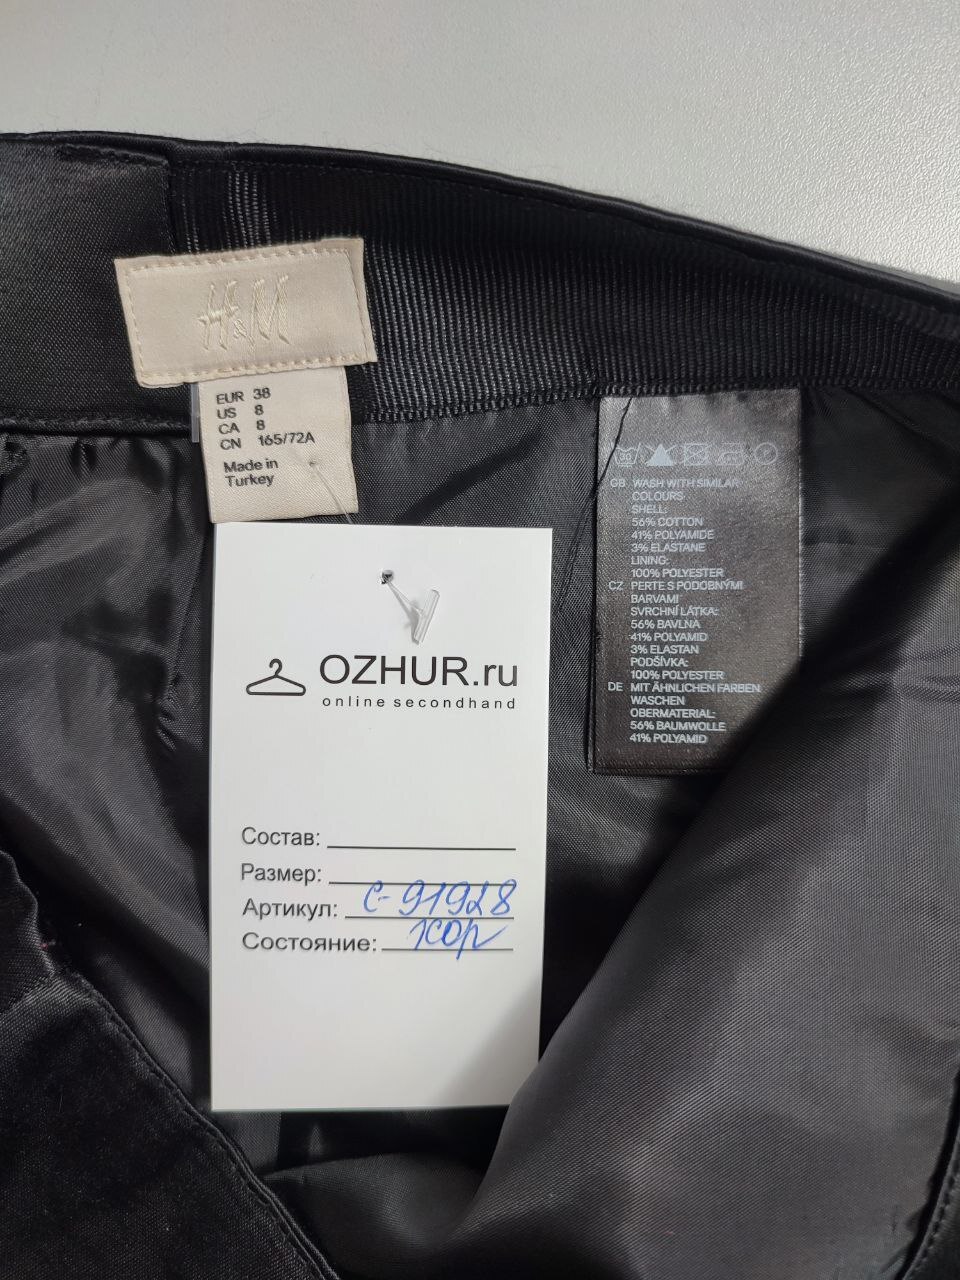 H&M
EUR 38
US 8
CA 8
CN 165/72A
Made in
Turkey
GB WASH WITH SIMILAR
COLOURS
SHELL:
56% COTTON
41% POLYAMIDE
3% ELASTANE
LINING:
100% POLYESTER
CZ PERTE S PODOBNÝMI
BARVAMI
SVRCHNÍ LÁTKA:
56% BAVLNA
41% POLYAMID
3% ELASTAN
PODŠÍVKA:
100% POLYESTER
DE MIT ÄHNLICHEN FARBEN
WASCHEN
OBERMATERIAL:
56% BAUMWOLLE
41% POLYAMID
OZHUR.ru
online secondhand
Состав:
Размер:
Артикул: С-91928
Состояние: 1сор